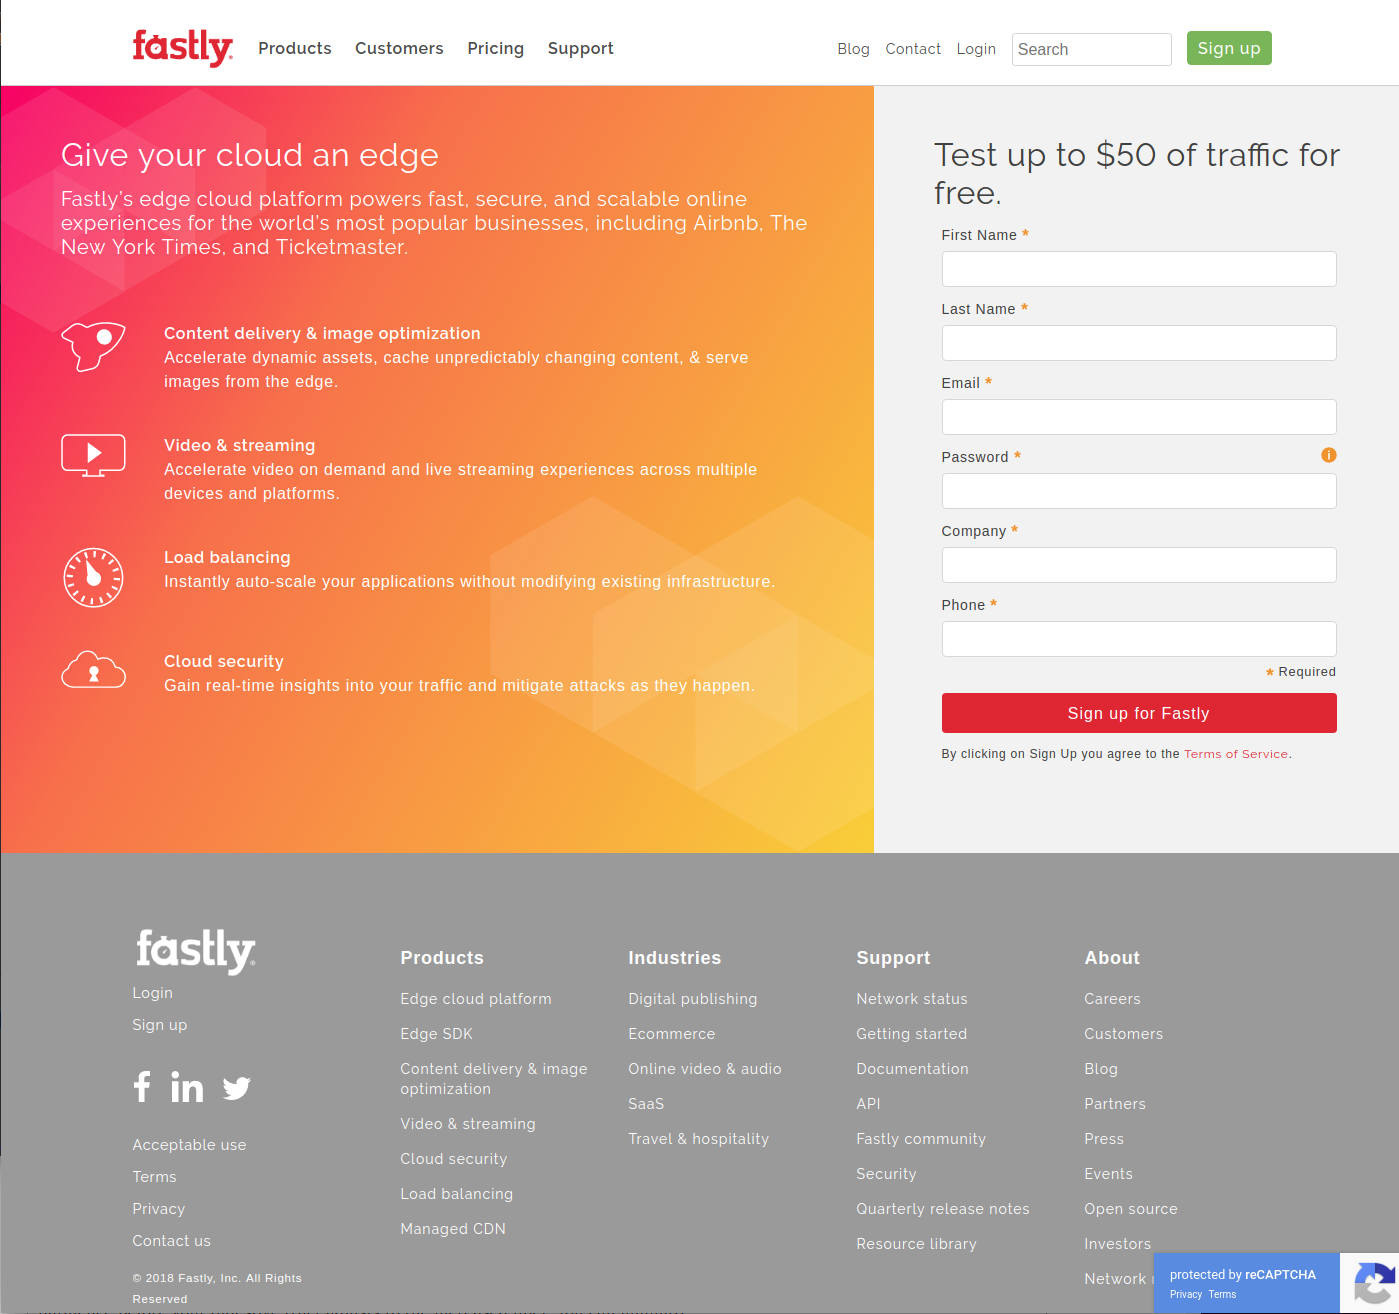 fastly Products Customers Pricing Support Blog Contact Login Search Sign up
Give your cloud an edge
Fastly's edge cloud platform powers fast, secure, and scalable online
experiences for the world's most popular businesses, including Airbnb, The
New York Times, and Ticketmaster.
Content delivery & image optimization
Accelerate dynamic assets, cache unpredictably changing content, & serve
images from the edge.
Video & streaming
Accelerate video on demand and live streaming experiences across multiple
devices and platforms.
Load balancing
Instantly auto-scale your applications without modifying existing infrastructure.
Cloud security
Gain real-time insights into your traffic and mitigate attacks as they happen.
Test up to $50 of traffic for
free.
First Name *
Last Name *
Email *
Password *
Company *
Phone *
* Required
Sign up for Fastly
By clicking on Sign Up you agree to the Terms of Service.
fastly
Login
Sign up
Acceptable use
Terms
Privacy
Contact us
© 2018 Fastly, Inc. All Rights
Reserved
Products
Edge cloud platform
Edge SDK
Content delivery & image
optimization
Video & streaming
Cloud security
Load balancing
Managed CDN
Industries
Digital publishing
Ecommerce
Online video & audio
SaaS
Travel & hospitality
Support
Network status
Getting started
Documentation
API
Fastly community
Security
Quarterly release notes
Resource library
About
Careers
Customers
Blog
Partners
Press
Events
Open source
Investors
Network
protected by reCAPTCHA
Privacy Terms